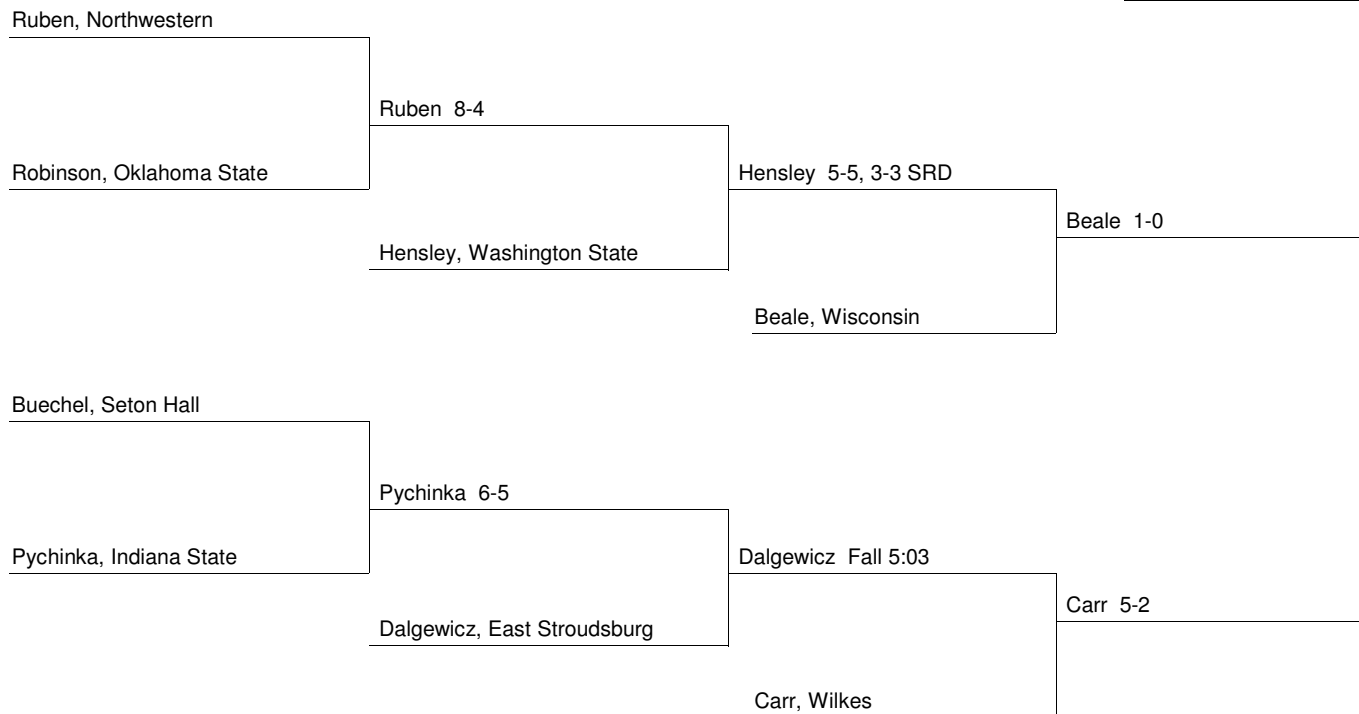 Ruben, Northwestern
Ruben 8-4
Robinson, Oklahoma State
Hensley 5-5, 3-3 SRD
Beale 1-0
Hensley, Washington State
Beale, Wisconsin
Buechel, Seton Hall
Pychinka 6-5
Pychinka, Indiana State
Dalgewicz Fall 5:03
Carr 5-2
Dalgewicz, East Stroudsburg
Carr, Wilkes